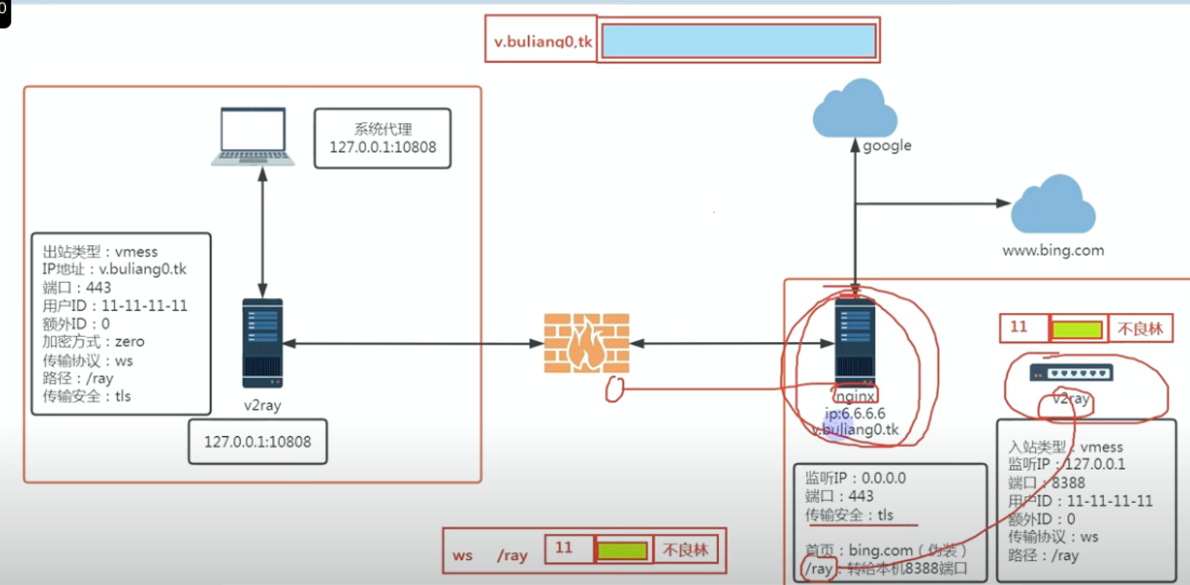 0
v.buliang0.tk
系统代理
127.0.0.1:10808
google
www.bing.com
出站类型：vmess
IP地址：v.buliang0.tk
端口：443
用户ID：11-11-11-11
额外ID：0
加密方式：zero
传输协议：ws
路径：/ray
传输安全：tls
v2ray
127.0.0.1:10808
nginx
ip:6.6.6.6
v.buliang0.tk
监听IP：0.0.0.0
端口：443
传输安全：tls
首页：bing.com（伪装）
/ray：转给本机8388端口
11 不良林
v2ray
入站类型：vmess
监听IP：127.0.0.1
端口：8388
用户ID：11-11-11-11
额外ID：0
传输协议：ws
路径：/ray
ws /ray 11 不良林